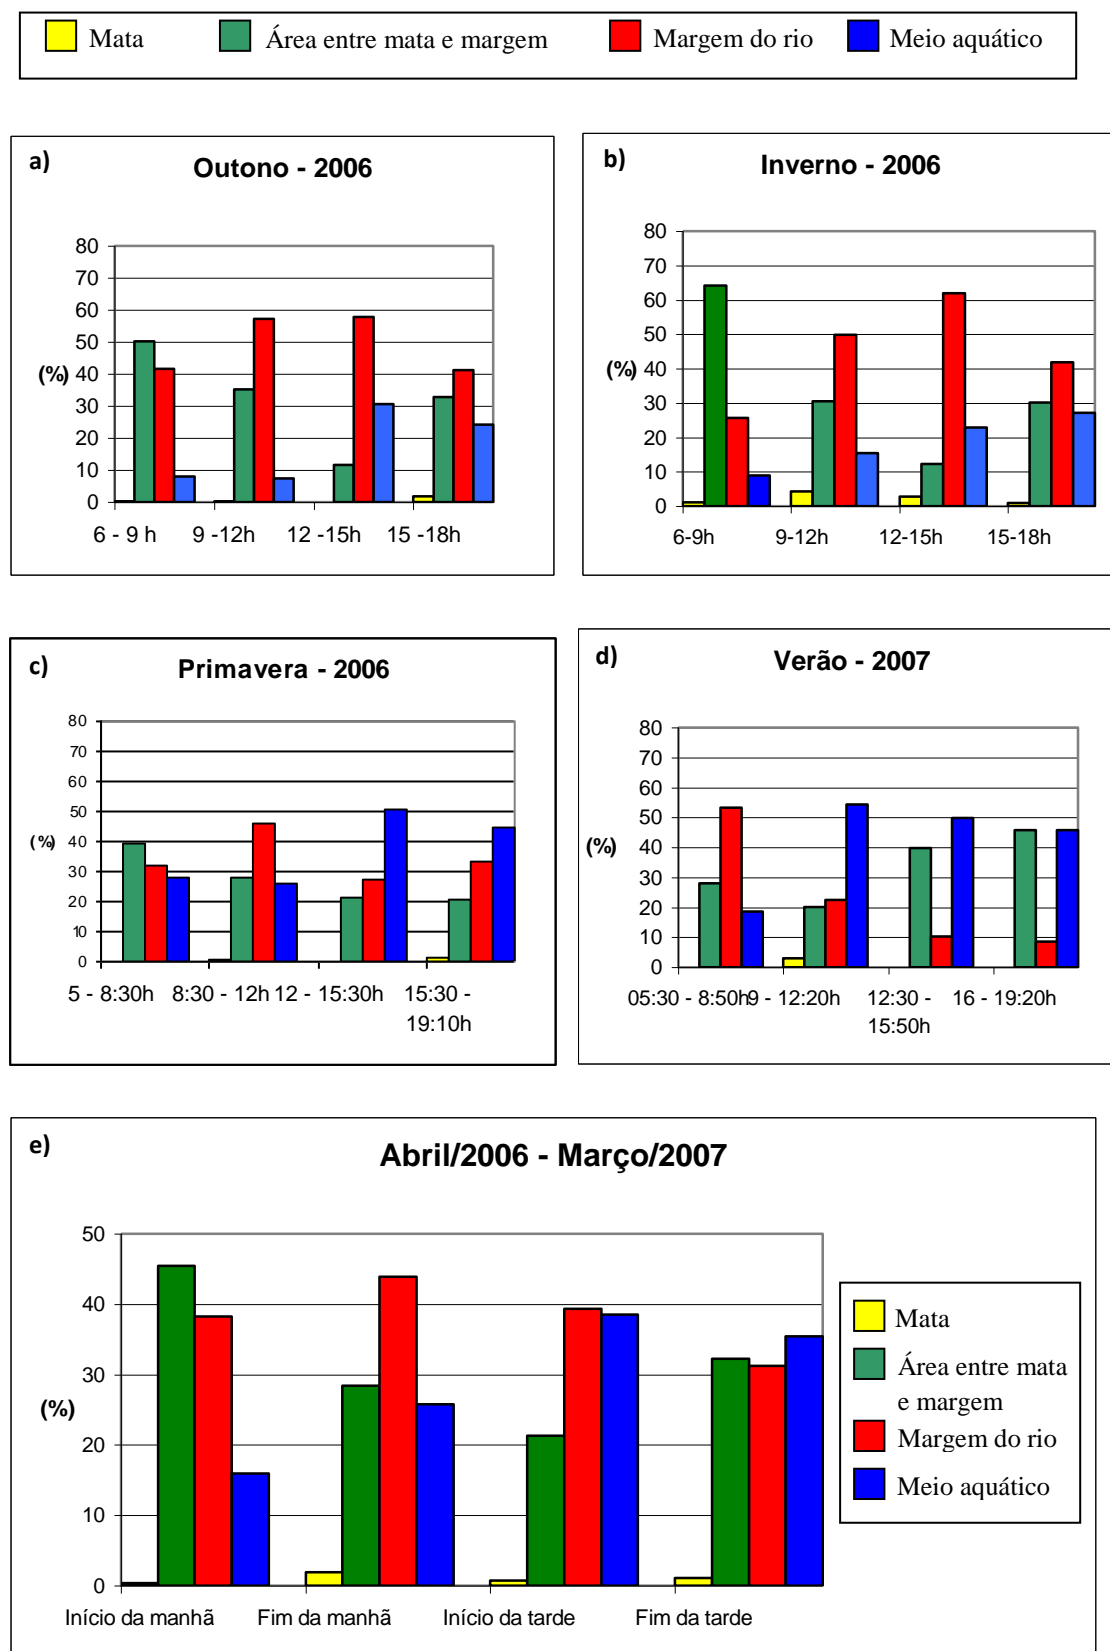 Mata Área entre mata e margem Margem do rio Meio aquático
a)
Outono - 2006
80
70
60
50
40
30
20
10
0
(%)
6 - 9 h 9 -12h 12 -15h 15 -18h
b)
Inverno - 2006
80
70
60
50
40
30
20
10
0
(%)
6-9h 9-12h 12-15h 15-18h
c)
Primavera - 2006
80
70
60
50
40
30
20
10
0
(%)
5 - 8:30h 8:30 - 12h 12 - 15:30h 15:30 -
19:10h
d)
Verão - 2007
80
70
60
50
40
30
20
10
0
(%)
05:30 - 8:50h 9 - 12:20h 12:30 - 16 - 19:20h
15:50h
e)
Abril/2006 - Março/2007
50
40
30
20
10
0
(%)
Início da manhã Fim da manhã Início da tarde Fim da tarde
Mata
Área entre mata
e margem
Margem do rio
Meio aquático